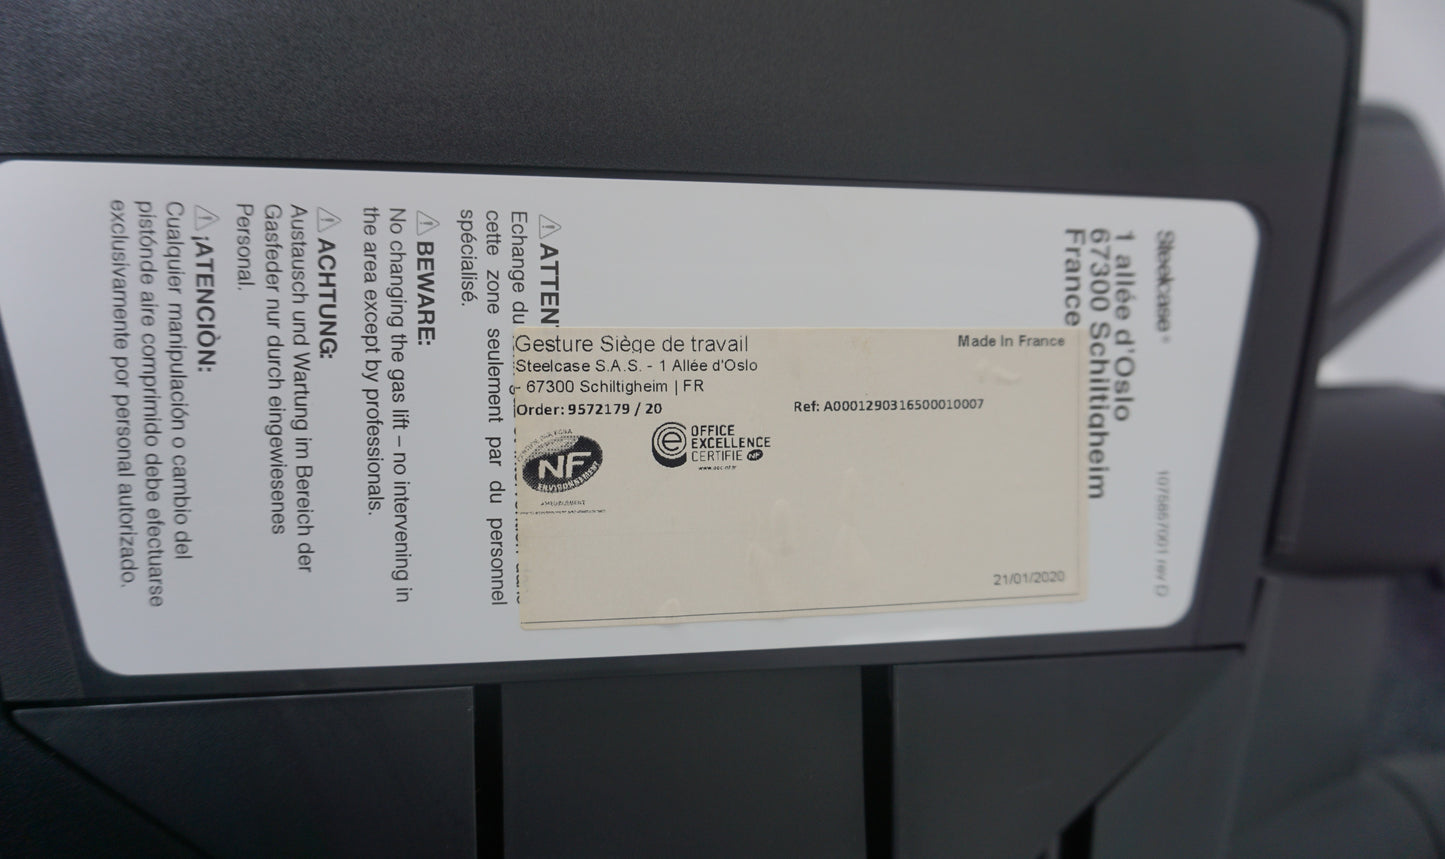 Steelcase®
1 allée d'Oslo
67300 Schiltigheim
France
1075867001 rev D
Gesture Siège de travail
Made In France
Steelcase S.A.S. - 1 Allée d'Oslo
- 67300 Schiltigheim | FR
Order: 9572179 / 20
Ref: A0001290316500010007
NF
ENVIRONNEMENT
AMEUBLEMENT
OFFICE
EXCELLENCE
CERTIFIÉ NF
21/01/2020
⚠ ATTEN
Echange du
cette zone seulement par du personnel
spécialisé.
⚠ BEWARE:
No changing the gas lift – no intervening in
the area except by professionals.
⚠ ACHTUNG:
Austausch und Wartung im Bereich der
Gasfeder nur durch eingewiesenes
Personal.
⚠ ¡ATENCIÒN:
Cualquier manipulación o cambio del
pistónde aire comprimido debe efectuarse
exclusivamente por personal autorizado.